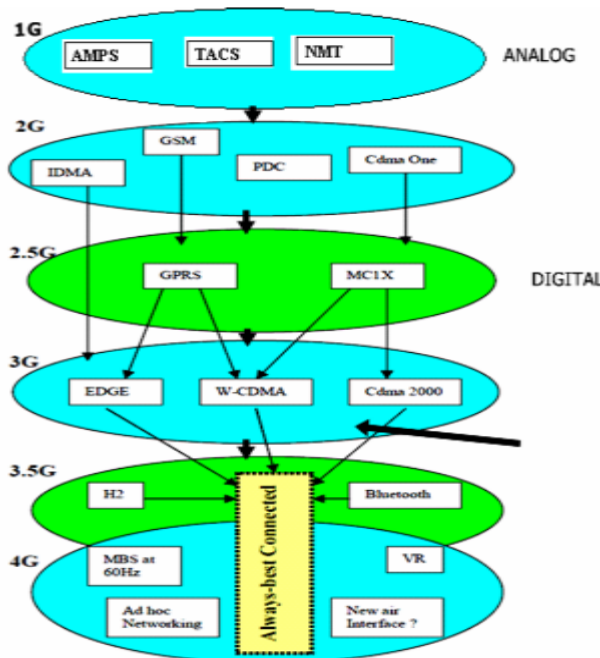 1G
AMPS
TACS
NMT
ANALOG
2G
GSM
IDMA
PDC
Cdma One
2.5G
GPRS
MC1X
DIGITAL
3G
EDGE
W-CDMA
Cdma 2000
3.5G
H2
Bluetooth
Always-best Connected
4G
MBS at
60Hz
VR
Ad hoc
Networking
New air
Interface ?